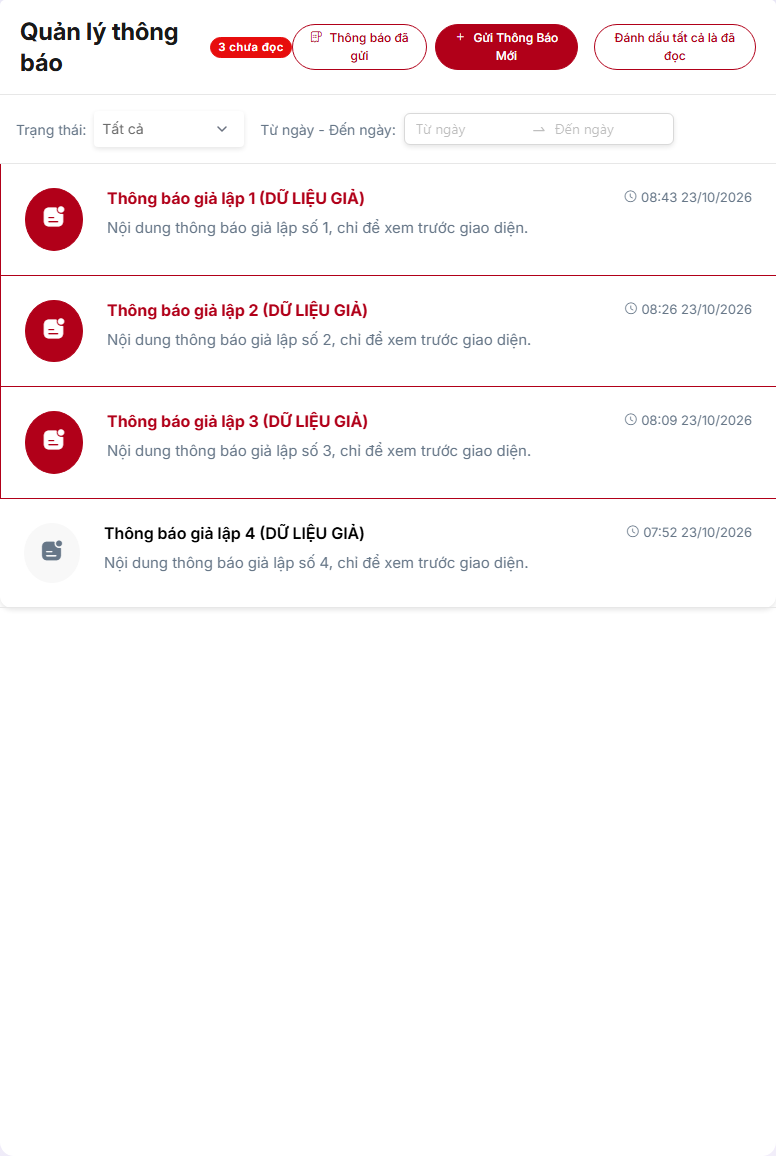 Quản lý thông
báo
3 chưa đọc
Thông báo đã
gửi
+ Gửi Thông Báo
Mới
Đánh dấu tất cả là đã
đọc
Trạng thái: Tất cả
Từ ngày - Đến ngày: Từ ngày → Đến ngày
Thông báo giả lập 1 (DỮ LIỆU GIẢ)
08:43 23/10/2026
Nội dung thông báo giả lập số 1, chỉ để xem trước giao diện.
Thông báo giả lập 2 (DỮ LIỆU GIẢ)
08:26 23/10/2026
Nội dung thông báo giả lập số 2, chỉ để xem trước giao diện.
Thông báo giả lập 3 (DỮ LIỆU GIẢ)
08:09 23/10/2026
Nội dung thông báo giả lập số 3, chỉ để xem trước giao diện.
Thông báo giả lập 4 (DỮ LIỆU GIẢ)
07:52 23/10/2026
Nội dung thông báo giả lập số 4, chỉ để xem trước giao diện.